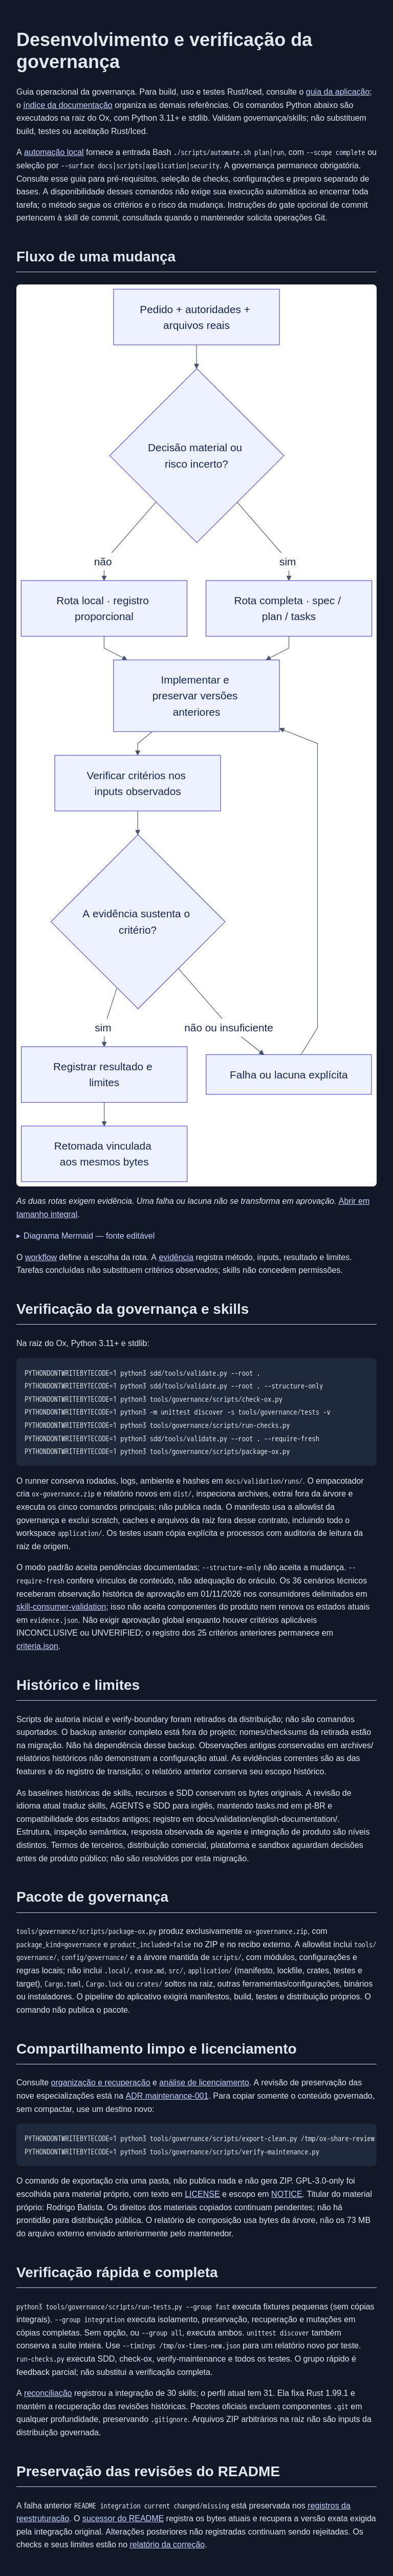 Desenvolvimento e verificação da
governança
Guia operacional da governança. Para build, uso e testes Rust/Iced, consulte o guia da aplicação;
o índice da documentação organiza as demais referências. Os comandos Python abaixo são
executados na raiz do Ox, com Python 3.11+ e stdlib. Validam governança/skills; não substituem
build, testes ou aceitação Rust/Iced.
A automação local fornece a entrada Bash ./scripts/automate.sh plan|run, com --scope complete ou
seleção por --surface docs|scripts|application|security. A governança permanece obrigatória.
Consulte esse guia para pré-requisitos, seleção de checks, configurações e preparo separado de
bases. A disponibilidade desses comandos não exige sua execução automática ao encerrar toda
tarefa; o método segue os critérios e o risco da mudança. Instruções do gate opcional de commit
pertencem à skill de commit, consultada quando o mantenedor solicita operações Git.
Fluxo de uma mudança
Pedido + autoridades +
arquivos reais
Decisão material ou
risco incerto?
não
sim
Rota local · registro
proporcional
Rota completa · spec /
plan / tasks
Implementar e
preservar versões
anteriores
Verificar critérios nos
inputs observados
A evidência sustenta o
critério?
sim
não ou insuficiente
Registrar resultado e
limites
Falha ou lacuna explícita
Retomada vinculada
aos mesmos bytes
As duas rotas exigem evidência. Uma falha ou lacuna não se transforma em aprovação. Abrir em
tamanho integral.
▸ Diagrama Mermaid — fonte editável
O workflow define a escolha da rota. A evidência registra método, inputs, resultado e limites.
Tarefas concluídas não substituem critérios observados; skills não concedem permissões.
Verificação da governança e skills
Na raiz do Ox, Python 3.11+ e stdlib:
PYTHONDONTWRITEBYTECODE=1 python3 sdd/tools/validate.py --root .
PYTHONDONTWRITEBYTECODE=1 python3 sdd/tools/validate.py --root . --structure-only
PYTHONDONTWRITEBYTECODE=1 python3 tools/governance/scripts/check-ox.py
PYTHONDONTWRITEBYTECODE=1 python3 -m unittest discover -s tools/governance/tests -v
PYTHONDONTWRITEBYTECODE=1 python3 tools/governance/scripts/run-checks.py
PYTHONDONTWRITEBYTECODE=1 python3 sdd/tools/validate.py --root . --require-fresh
PYTHONDONTWRITEBYTECODE=1 python3 tools/governance/scripts/package-ox.py
O runner conserva rodadas, logs, ambiente e hashes em docs/validation/runs/. O empacotador
cria ox-governance.zip e relatório novos em dist/, inspeciona archives, extrai fora da árvore e
executa os cinco comandos principais; não publica nada. O manifesto usa a allowlist da
governança e exclui scratch, caches e arquivos da raiz fora desse contrato, incluindo todo o
workspace application/. Os testes usam cópia explícita e processos com auditoria de leitura da
raiz de origem.
O modo padrão aceita pendências documentadas; --structure-only não aceita a mudança. --
require-fresh confere vínculos de conteúdo, não adequação do oráculo. Os 36 cenários técnicos
receberam observação histórica de aprovação em 01/11/2026 nos consumidores delimitados em
skill-consumer-validation; isso não aceita componentes do produto nem renova os estados atuais
em evidence.json. Não exigir aprovação global enquanto houver critérios aplicáveis
INCONCLUSIVE ou UNVERIFIED; o registro dos 25 critérios anteriores permanece em
criteria.json.
Histórico e limites
Scripts de autoria inicial e verify-boundary foram retirados da distribuição; não são comandos
suportados. O backup anterior completo está fora do projeto; nomes/checksums da retirada estão
na migração. Não há dependência desse backup. Observações antigas conservadas em archives/
relatórios históricos não demonstram a configuração atual. As evidências correntes são as das
features e do registro de transição; o relatório anterior conserva seu escopo histórico.
As baselines históricas de skills, recursos e SDD conservam os bytes originais. A revisão de
idioma atual traduz skills, AGENTS e SDD para inglês, mantendo tasks.md em pt-BR e
compatibilidade dos estados antigos; registro em docs/validation/english-documentation/.
Estrutura, inspeção semântica, resposta observada de agente e integração de produto são níveis
distintos. Termos de terceiros, distribuição comercial, plataforma e sandbox aguardam decisões
antes de produto público; não são resolvidos por esta migração.
Pacote de governança
tools/governance/scripts/package-ox.py produz exclusivamente ox-governance.zip, com
package_kind=governance e product_included=false no ZIP e no recibo externo. A allowlist inclui tools/
governance/, config/governance/ e a árvore mantida de scripts/, com módulos, configurações e
regras locais; não inclui .local/, erase.md, src/, application/ (manifesto, lockfile, crates, testes e
target), Cargo.toml, Cargo.lock ou crates/ soltos na raiz, outras ferramentas/configurações, binários
ou instaladores. O pipeline do aplicativo exigirá manifests, build, testes e distribuição próprios. O
comando não publica o pacote.
Compartilhamento limpo e licenciamento
Consulte organização e recuperação e análise de licenciamento. A revisão de preservação das
nove especializações está na ADR maintenance-001. Para copiar somente o conteúdo governado,
sem compactar, use um destino novo:
PYTHONDONTWRITEBYTECODE=1 python3 tools/governance/scripts/export-clean.py /tmp/ox-share-review
PYTHONDONTWRITEBYTECODE=1 python3 tools/governance/scripts/verify-maintenance.py
O comando de exportação cria uma pasta, não publica nada e não gera ZIP. GPL-3.0-only foi
escolhida para material próprio, com texto em LICENSE e escopo em NOTICE. Titular do material
próprio: Rodrigo Batista. Os direitos dos materiais copiados continuam pendentes; não há
prontidão para distribuição pública. O relatório de composição usa bytes da árvore, não os 73 MB
do arquivo externo enviado anteriormente pelo mantenedor.
Verificação rápida e completa
python3 tools/governance/scripts/run-tests.py --group fast executa fixtures pequenas (sem cópias
integrais). --group integration executa isolamento, preservação, recuperação e mutações em
cópias completas. Sem opção, ou --group all, executa ambos. unittest discover também
conserva a suíte inteira. Use --timings /tmp/ox-times-new.json para um relatório novo por teste.
run-checks.py executa SDD, check-ox, verify-maintenance e todos os testes. O grupo rápido é
feedback parcial; não substitui a verificação completa.
A reconciliação registrou a integração de 30 skills; o perfil atual tem 31. Ela fixa Rust 1.99.1 e
mantém a recuperação das revisões históricas. Pacotes oficiais excluem componentes .git em
qualquer profundidade, preservando .gitignore. Arquivos ZIP arbitrários na raiz não são inputs da
distribuição governada.
Preservação das revisões do README
A falha anterior README integration current changed/missing está preservada nos registros da
reestruturação. O sucessor do README registra os bytes atuais e recupera a versão exata exigida
pela integração original. Alterações posteriores não registradas continuam sendo rejeitadas. Os
checks e seus limites estão no relatório da correção.